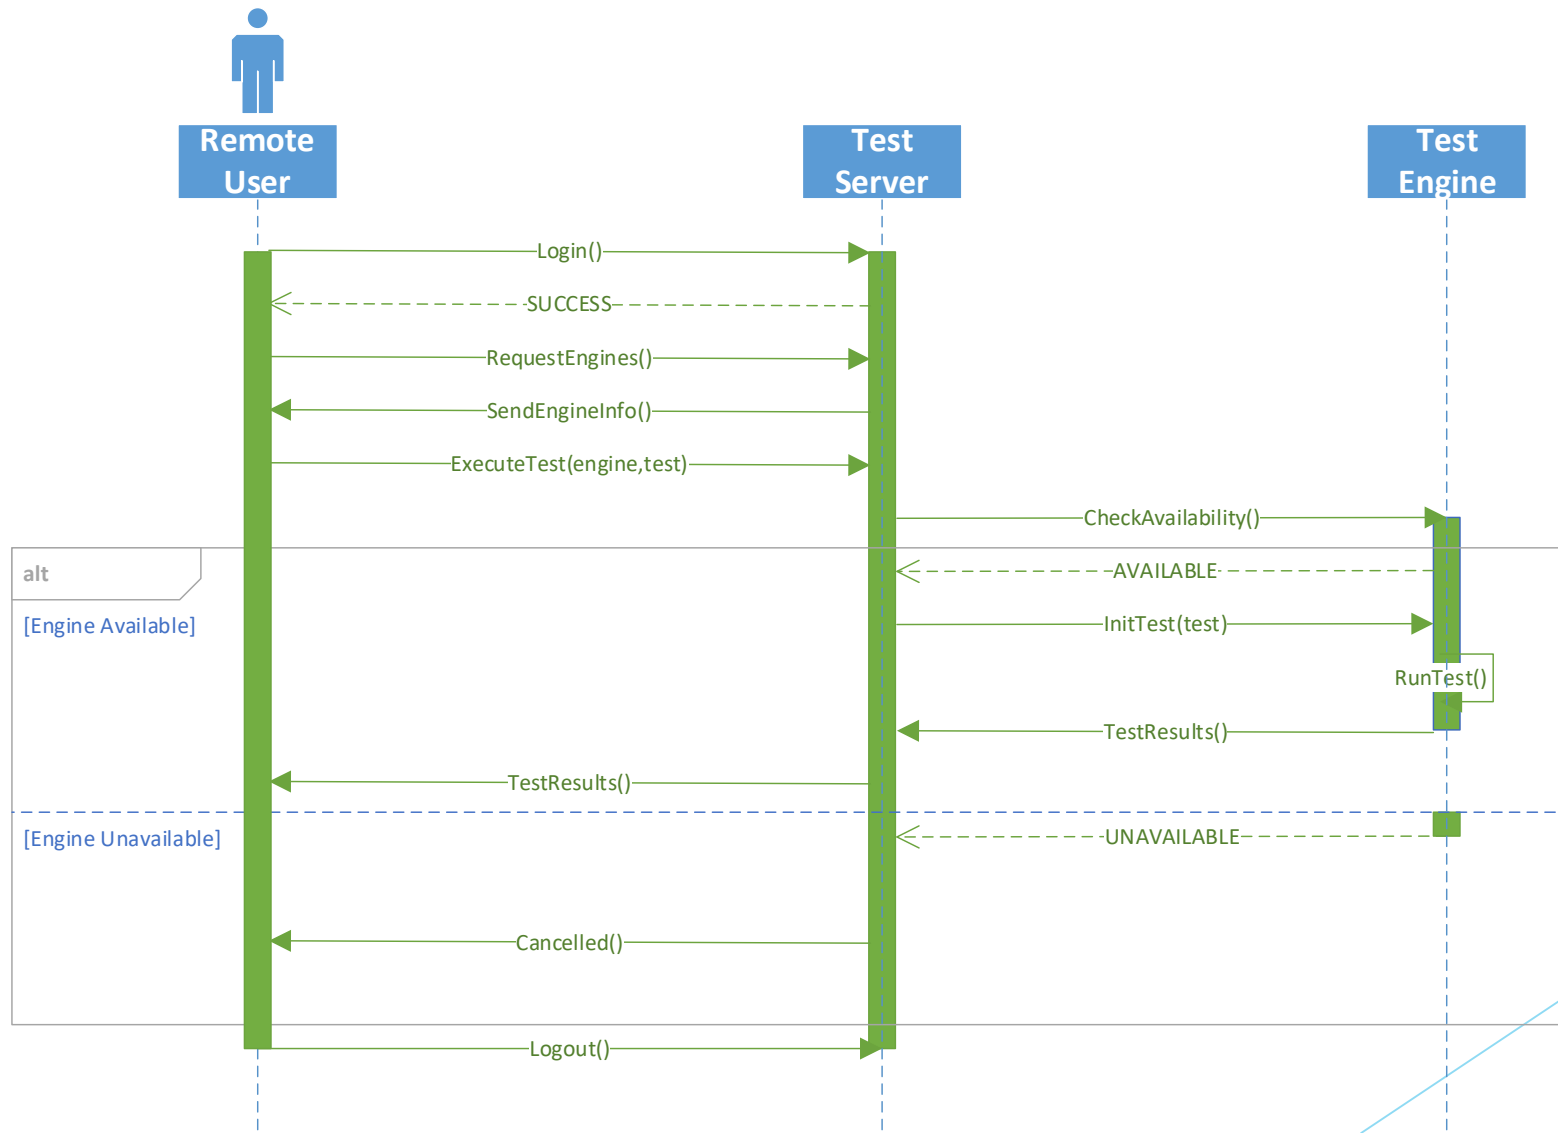 Remote
User
Test
Server
Test
Engine
Login()
SUCCESS
RequestEngines()
SendEngineInfo()
ExecuteTest(engine,test)
CheckAvailability()
alt
AVAILABLE
[Engine Available]
InitTest(test)
RunTest()
TestResults()
TestResults()
[Engine Unavailable]
UNAVAILABLE
Cancelled()
Logout()